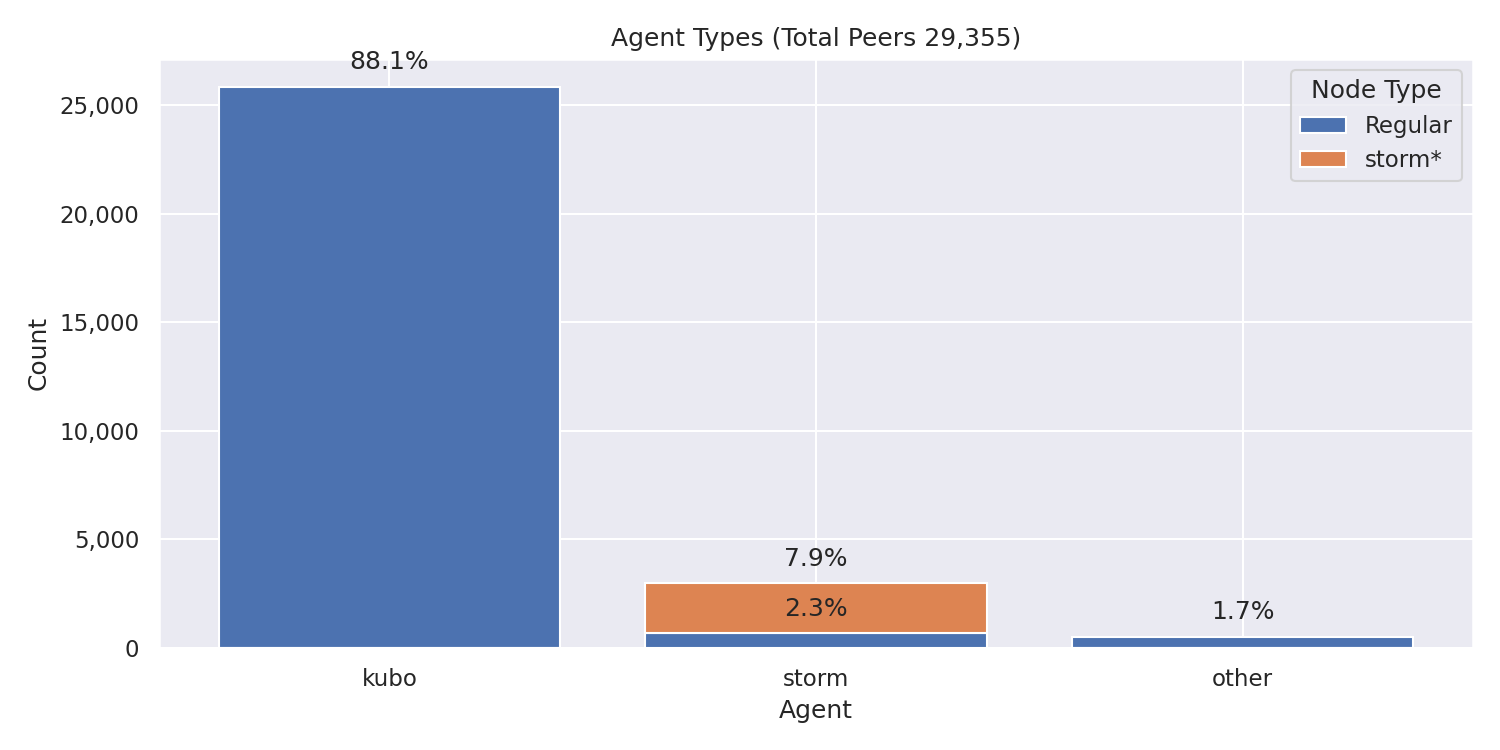 Agent Types (Total Peers 29,355)
88.1%
Node Type
Regular
storm*
25,000
20,000
15,000
10,000
5,000
0
Count
7.9%
2.3%
1.7%
kubo
storm
other
Agent